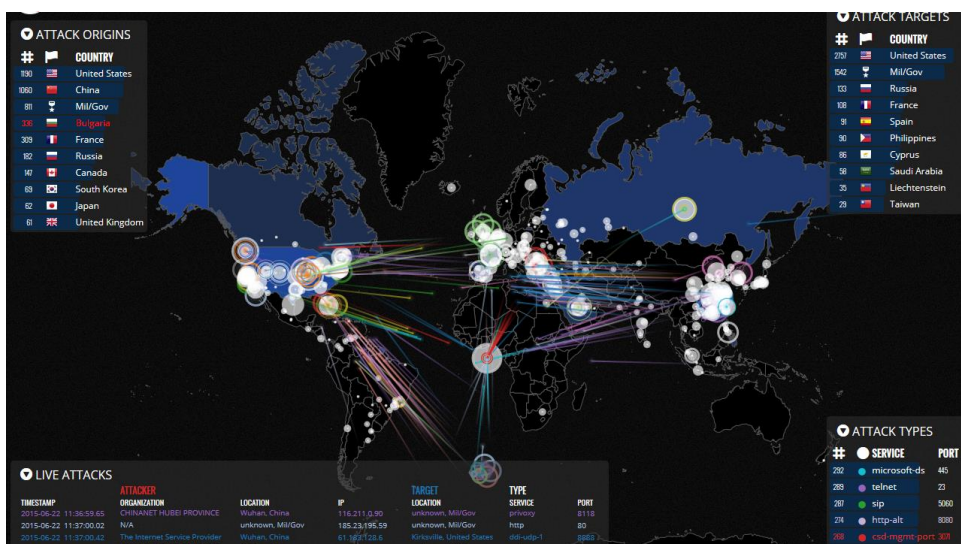 ATTACK ORIGINS
# COUNTRY
1190 United States
1060 China
811 Mil/Gov
336 Bulgaria
309 France
182 Russia
147 Canada
69 South Korea
62 Japan
61 United Kingdom
ATTACK TARGETS
# COUNTRY
2757 United States
1542 Mil/Gov
133 Russia
108 France
91 Spain
90 Philippines
86 Cyprus
58 Saudi Arabia
35 Liechtenstein
29 Taiwan
LIVE ATTACKS
ATTACKER TARGET TYPE
TIMESTAMP ORGANIZATION LOCATION IP LOCATION SERVICE PORT
2015-06-22 11:36:59.65 CHINANET HUBEI PROVINCE Wuhan, China 116.211.0.90 unknown, Mil/Gov privoxy 8118
2015-06-22 11:37:00.02 N/A unknown, Mil/Gov 185.23.195.59 unknown, Mil/Gov http 80
2015-06-22 11:37:00.42 The Internet Service Provider Wuhan, China Kirksville, United States ddi-udp-1 8888
ATTACK TYPES
# SERVICE PORT
292 microsoft-ds 445
289 telnet 23
287 sip 5060
274 http-alt 8080
268 csd-mgmt-port 3071